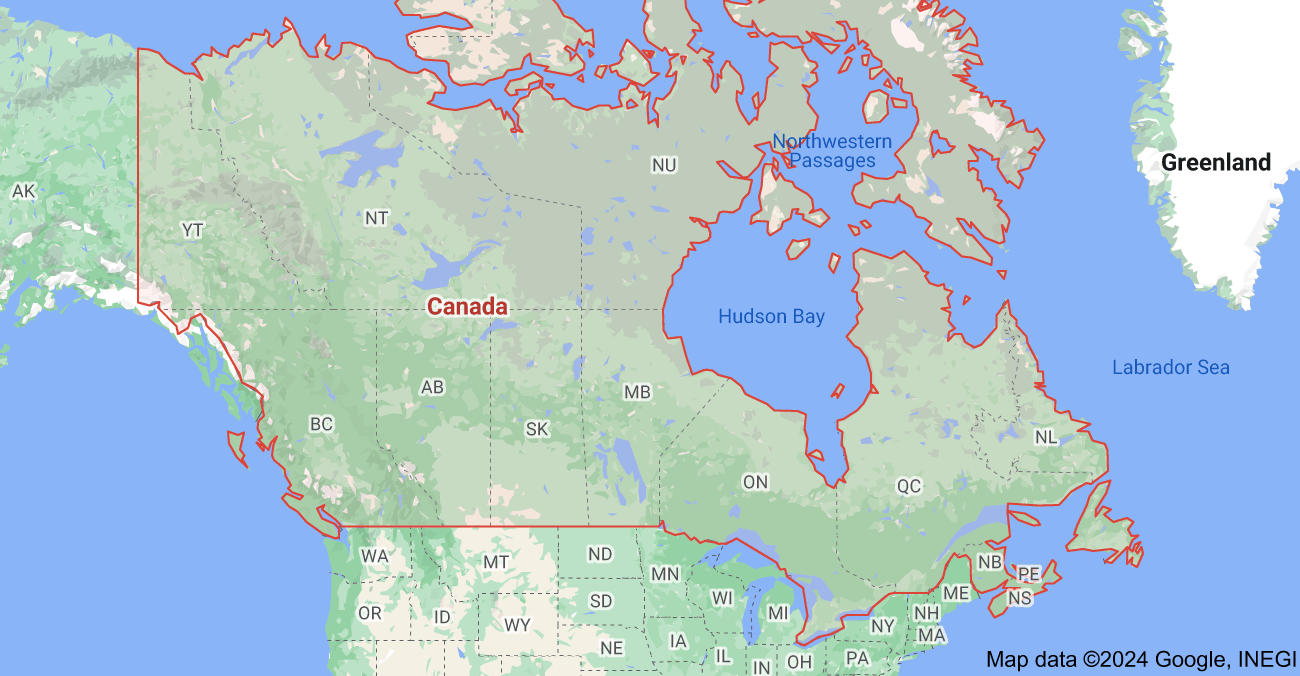 Northwestern
Passages
Greenland
NU
AK
NT
YT
Canada
Hudson Bay
Labrador Sea
AB
MB
BC
SK
NL
ON
QC
WA
MT
ND
NB
MN
PE
ME
WI
NS
SD
MI
OR
ID
NH
WY
NY
MA
IA
NE
IL
PA
OH
IN
Map data ©2024 Google, INEGI